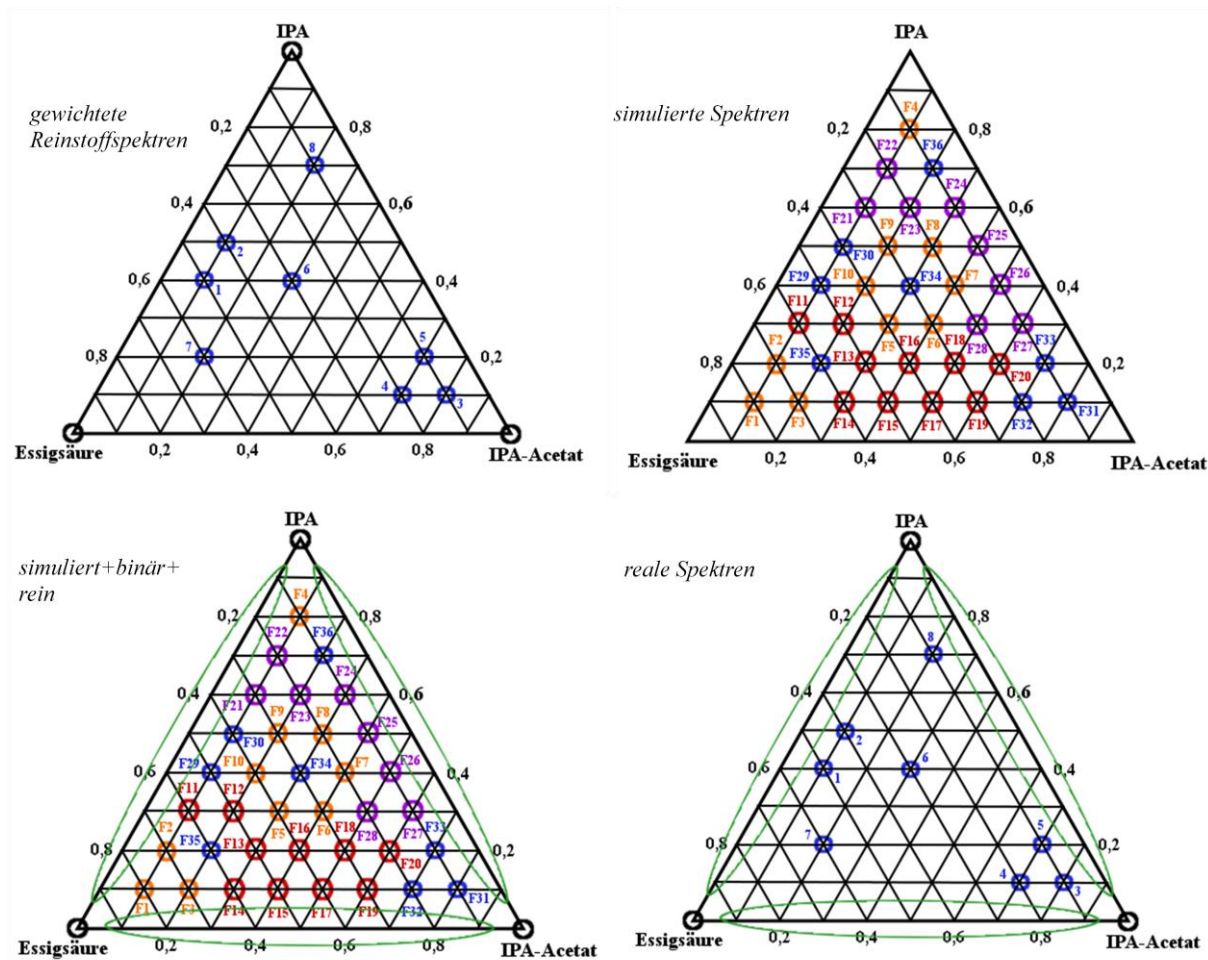 IPA
gewichtete
Reinstoffspektren
0,2 0,8
8
0,4 0,6
2
0,6 1 6 0,4
7 5
0,8 0,2
4 3
Essigsäure 0,2 0,4 0,6 0,8 IPA-Acetat
IPA
simulierte Spektren
F4
0,2 0,8
F22 F36
F24
0,4 0,6
F21 F23
F9 F8 F25
F30
F29 F10 F34 F7 F26
0,6 0,4
F11 F12
F2 F5 F6 F28 F27 F33
F35 F13 F16 F18
0,8 0,2
F20
F1 F3 F14 F15 F17 F19 F32 F31
Essigsäure 0,2 0,4 0,6 0,8 IPA-Acetat
IPA
simuliert+binär+
rein
F4
0,2 0,8
F22 F36
F24
0,4 0,6
F21 F23
F9 F8 F25
F30
F29 F10 F34 F7 F26
0,6 0,4
F11 F12
F2 F5 F6 F28 F27 F33
F35 F13 F16 F18
0,8 0,2
F20
F1 F3 F14 F15 F17 F19 F32 F31
Essigsäure 0,2 0,4 0,6 0,8 IPA-Acetat
IPA
reale Spektren
0,2 0,8
8
0,4 0,6
2
0,6 1 6 0,4
7 5
0,8 0,2
4 3
Essigsäure 0,2 0,4 0,6 0,8 IPA-Acetat